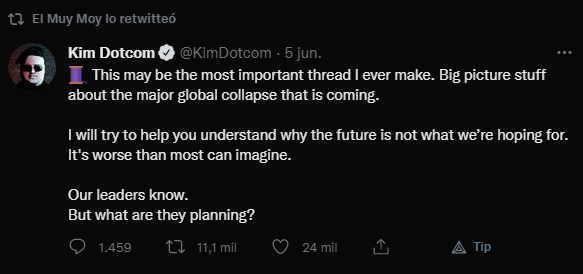 El Muy Moy lo retwitteó
Kim Dotcom @KimDotcom · 5 jun.
🧵 This may be the most important thread I ever make. Big picture stuff
about the major global collapse that is coming.
I will try to help you understand why the future is not what we’re hoping for.
It's worse than most can imagine.
Our leaders know.
But what are they planning?
1.459 11,1 mil 24 mil Tip